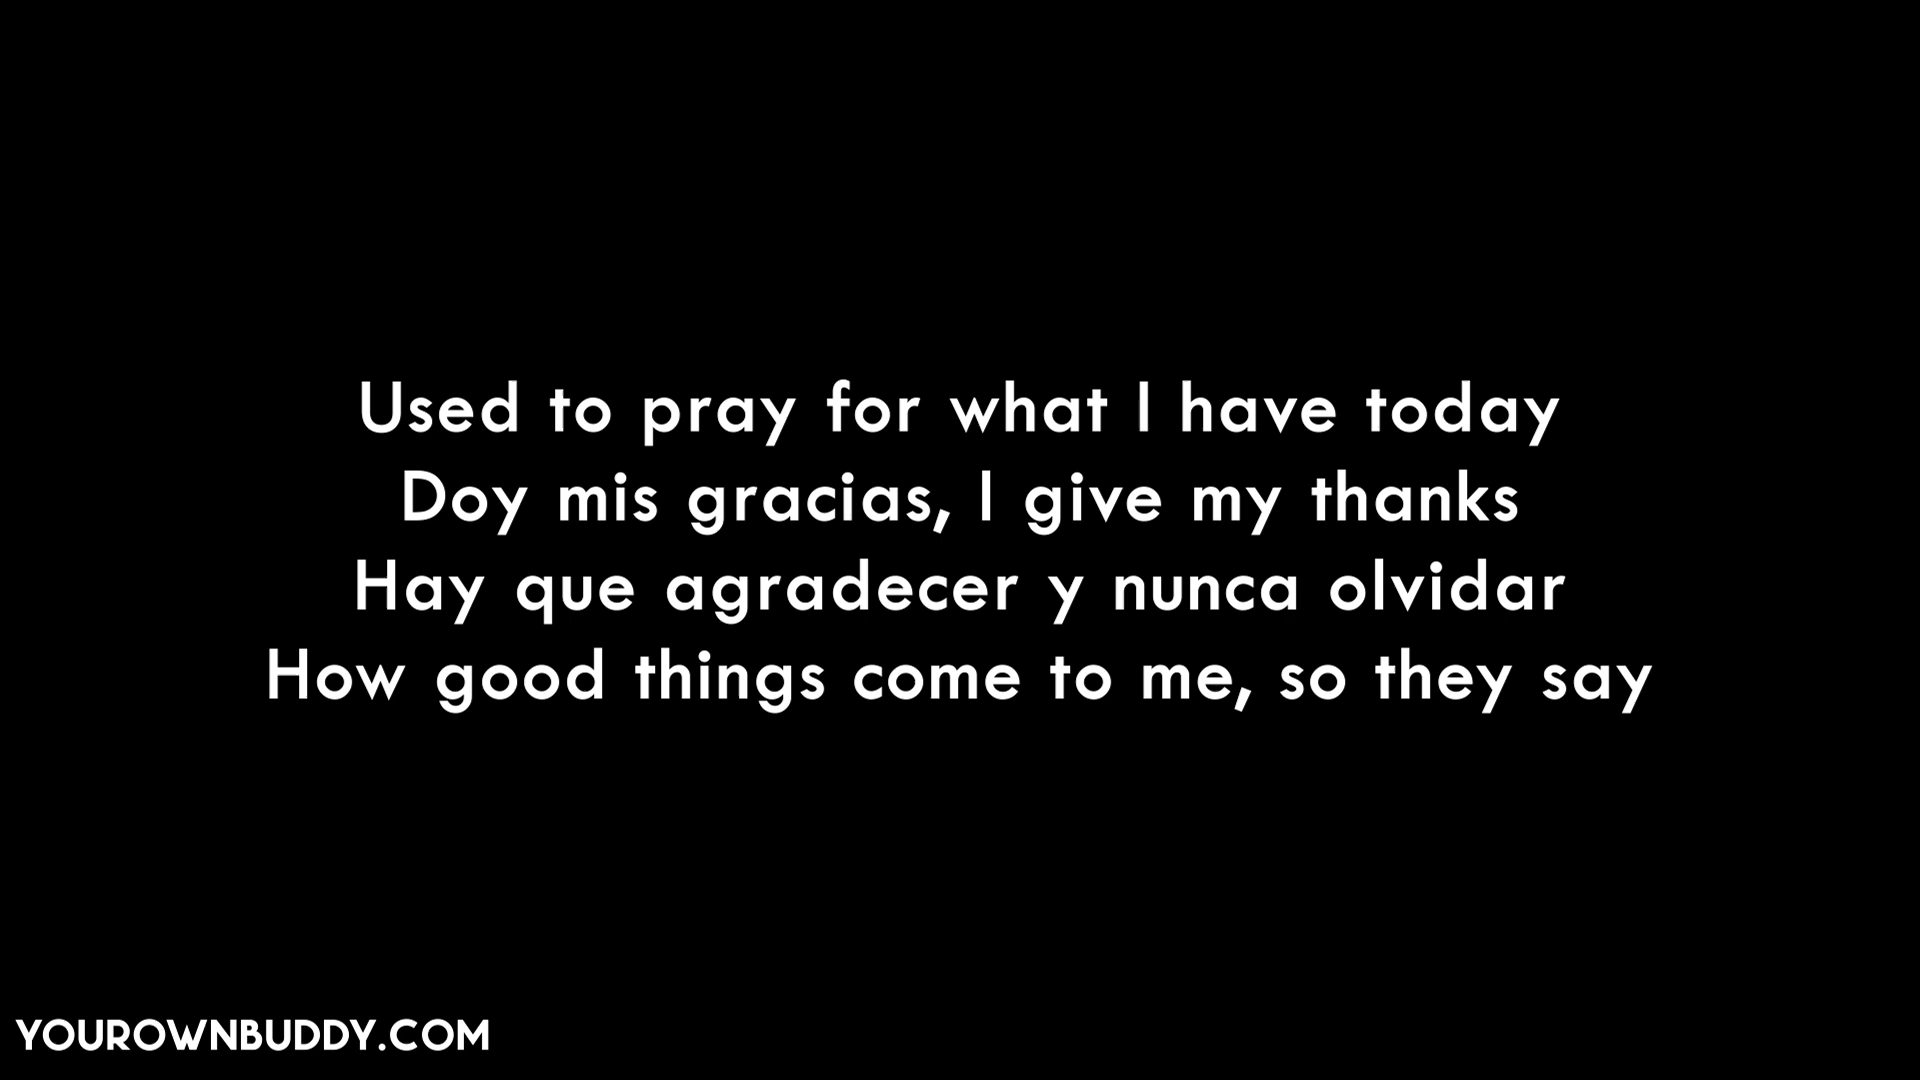 Used to pray for what I have today
Doy mis gracias, I give my thanks
Hay que agradecer y nunca olvidar
How good things come to me, so they say
YOUROWNBUDDY.COM